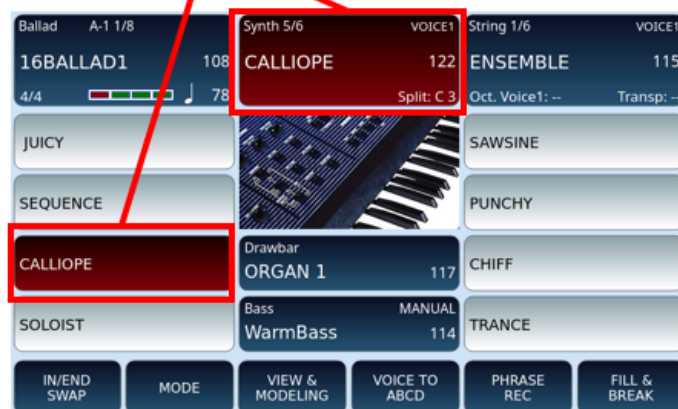 Ballad A-1 1/8
16BALLAD1 108
4/4 78
Synth 5/6 VOICE1
CALLIOPE 122
Split: C 3
String 1/6 VOICE1
ENSEMBLE 115
Oct. Voice1: -- Transp: --
JUICY
SAWSINE
SEQUENCE
PUNCHY
CALLIOPE
Drawbar
ORGAN 1 117
CHIFF
SOLOIST
Bass MANUAL
WarmBass 114
TRANCE
IN/END
SWAP
MODE
VIEW &
MODELING
VOICE TO
ABCD
PHRASE
REC
FILL &
BREAK